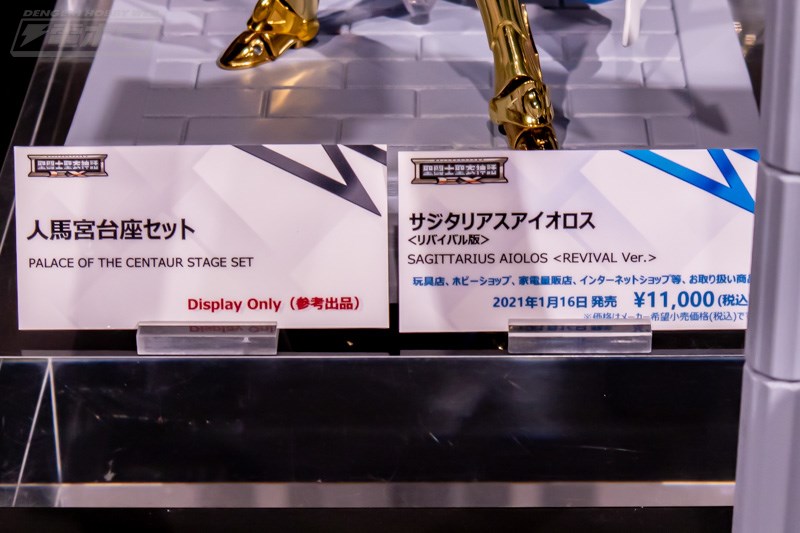 DENGEKI HOBBY WEB
聖闘士聖衣神話
EX
人馬宮台座セット
PALACE OF THE CENTAUR STAGE SET
Display Only（参考出品）
聖闘士聖衣神話
EX
サジタリアスアイオロス
<リバイバル版>
SAGITTARIUS AIOLOS <REVIVAL Ver.>
玩具店、ホビーショップ、家電量販店、インターネットショップ等、お取り扱い商品
2021年1月16日 発売 ¥11,000(税込
※価格はメーカー希望小売価格(税込)で